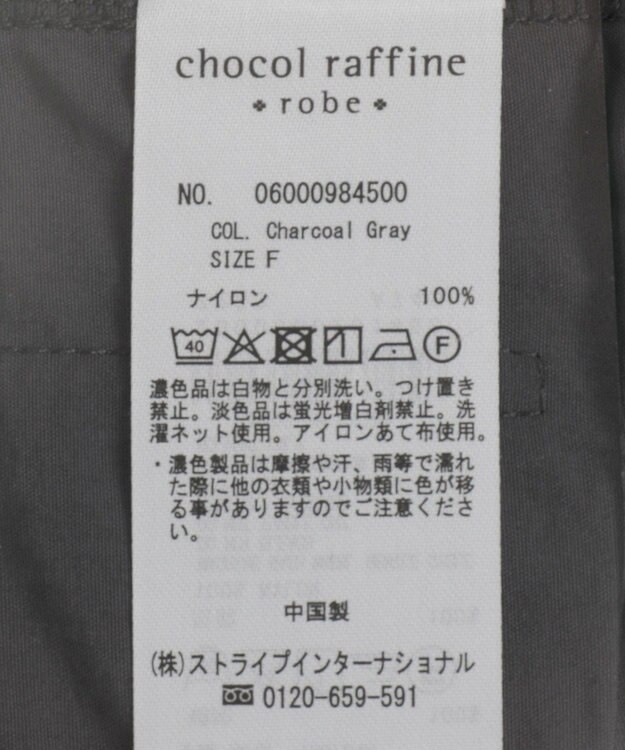 chocol raffine
robe
NO. 06000984500
COL. Charcoal Gray
SIZE F
ナイロン 100%
40
F
濃色品は白物と分別洗い。つけ置き
禁止。淡色品は蛍光増白剤禁止。洗
濯ネット使用。アイロンあて布使用。
・濃色製品は摩擦や汗、雨等で濡れ
た際に他の衣類や小物類に色が移
る事がありますのでご注意くださ
い。
中国製
(株)ストライプインターナショナル
0120-659-591